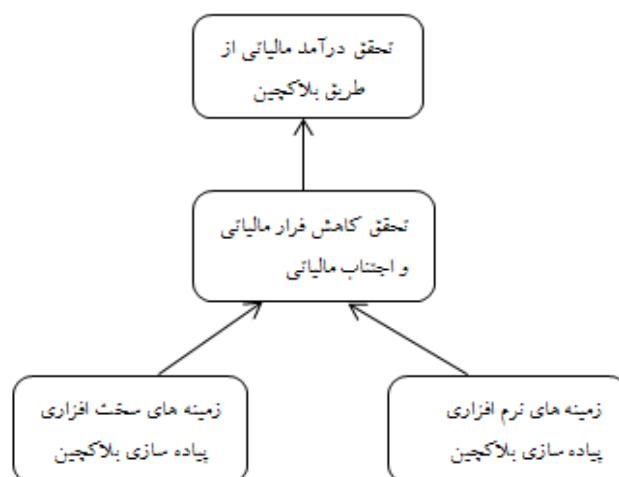 تحقق درآمد مالیاتی از
طریق بلاکچین
تحقق کاهش فرار مالیاتی
و اجتناب مالیاتی
زمینه های نرم افزاری
پیاده سازی بلاکچین
زمینه های سخت افزاری
پیاده سازی بلاکچین